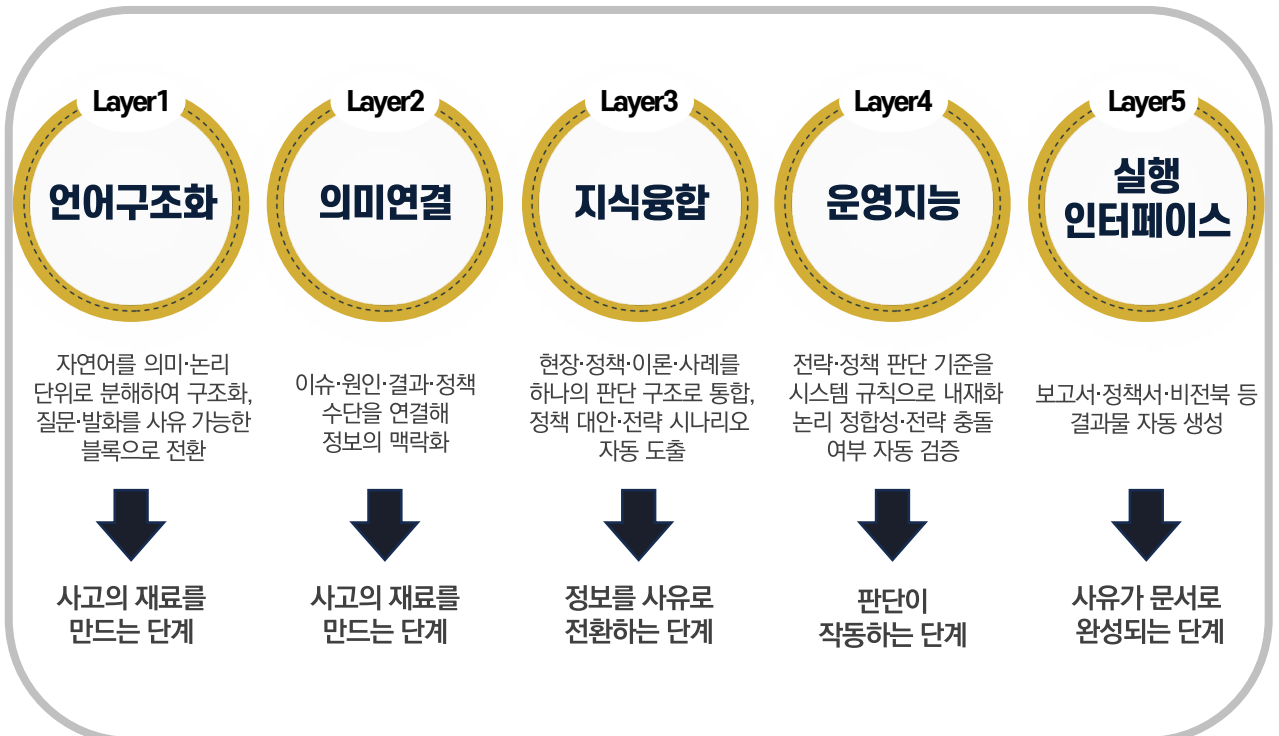 Layer1
언어구조화
자연어를 의미·논리
단위로 분해하여 구조화,
질문·발화를 사유 가능한
블록으로 전환
사고의 재료를
만드는 단계
Layer2
의미연결
이슈·원인·결과·정책
수단을 연결해
정보의 맥락화
사고의 재료를
만드는 단계
Layer3
지식융합
현장·정책·이론·사례를
하나의 판단 구조로 통합,
정책 대안·전략 시나리오
자동 도출
정보를 사유로
전환하는 단계
Layer4
운영지능
전략·정책 판단 기준을
시스템 규칙으로 내재화
논리 정합성·전략 충돌
여부 자동 검증
판단이
작동하는 단계
Layer5
실행
인터페이스
보고서·정책서·비전북 등
결과물 자동 생성
사유가 문서로
완성되는 단계